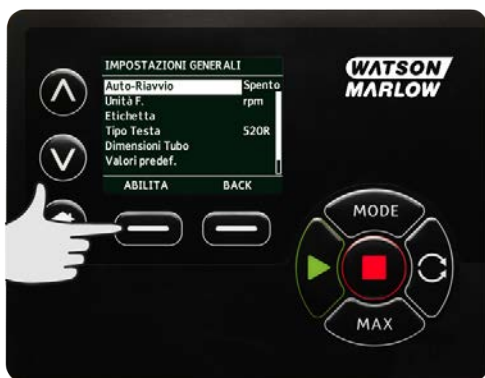 IMPOSTAZIONI GENERALI
Auto-Riavvio Spento
Unità F. rpm
Etichetta
Tipo Testa 520R
Dimensioni Tubo
Valori predef.
ABILITA BACK
WATSON
MARLOW
MODE
MAX